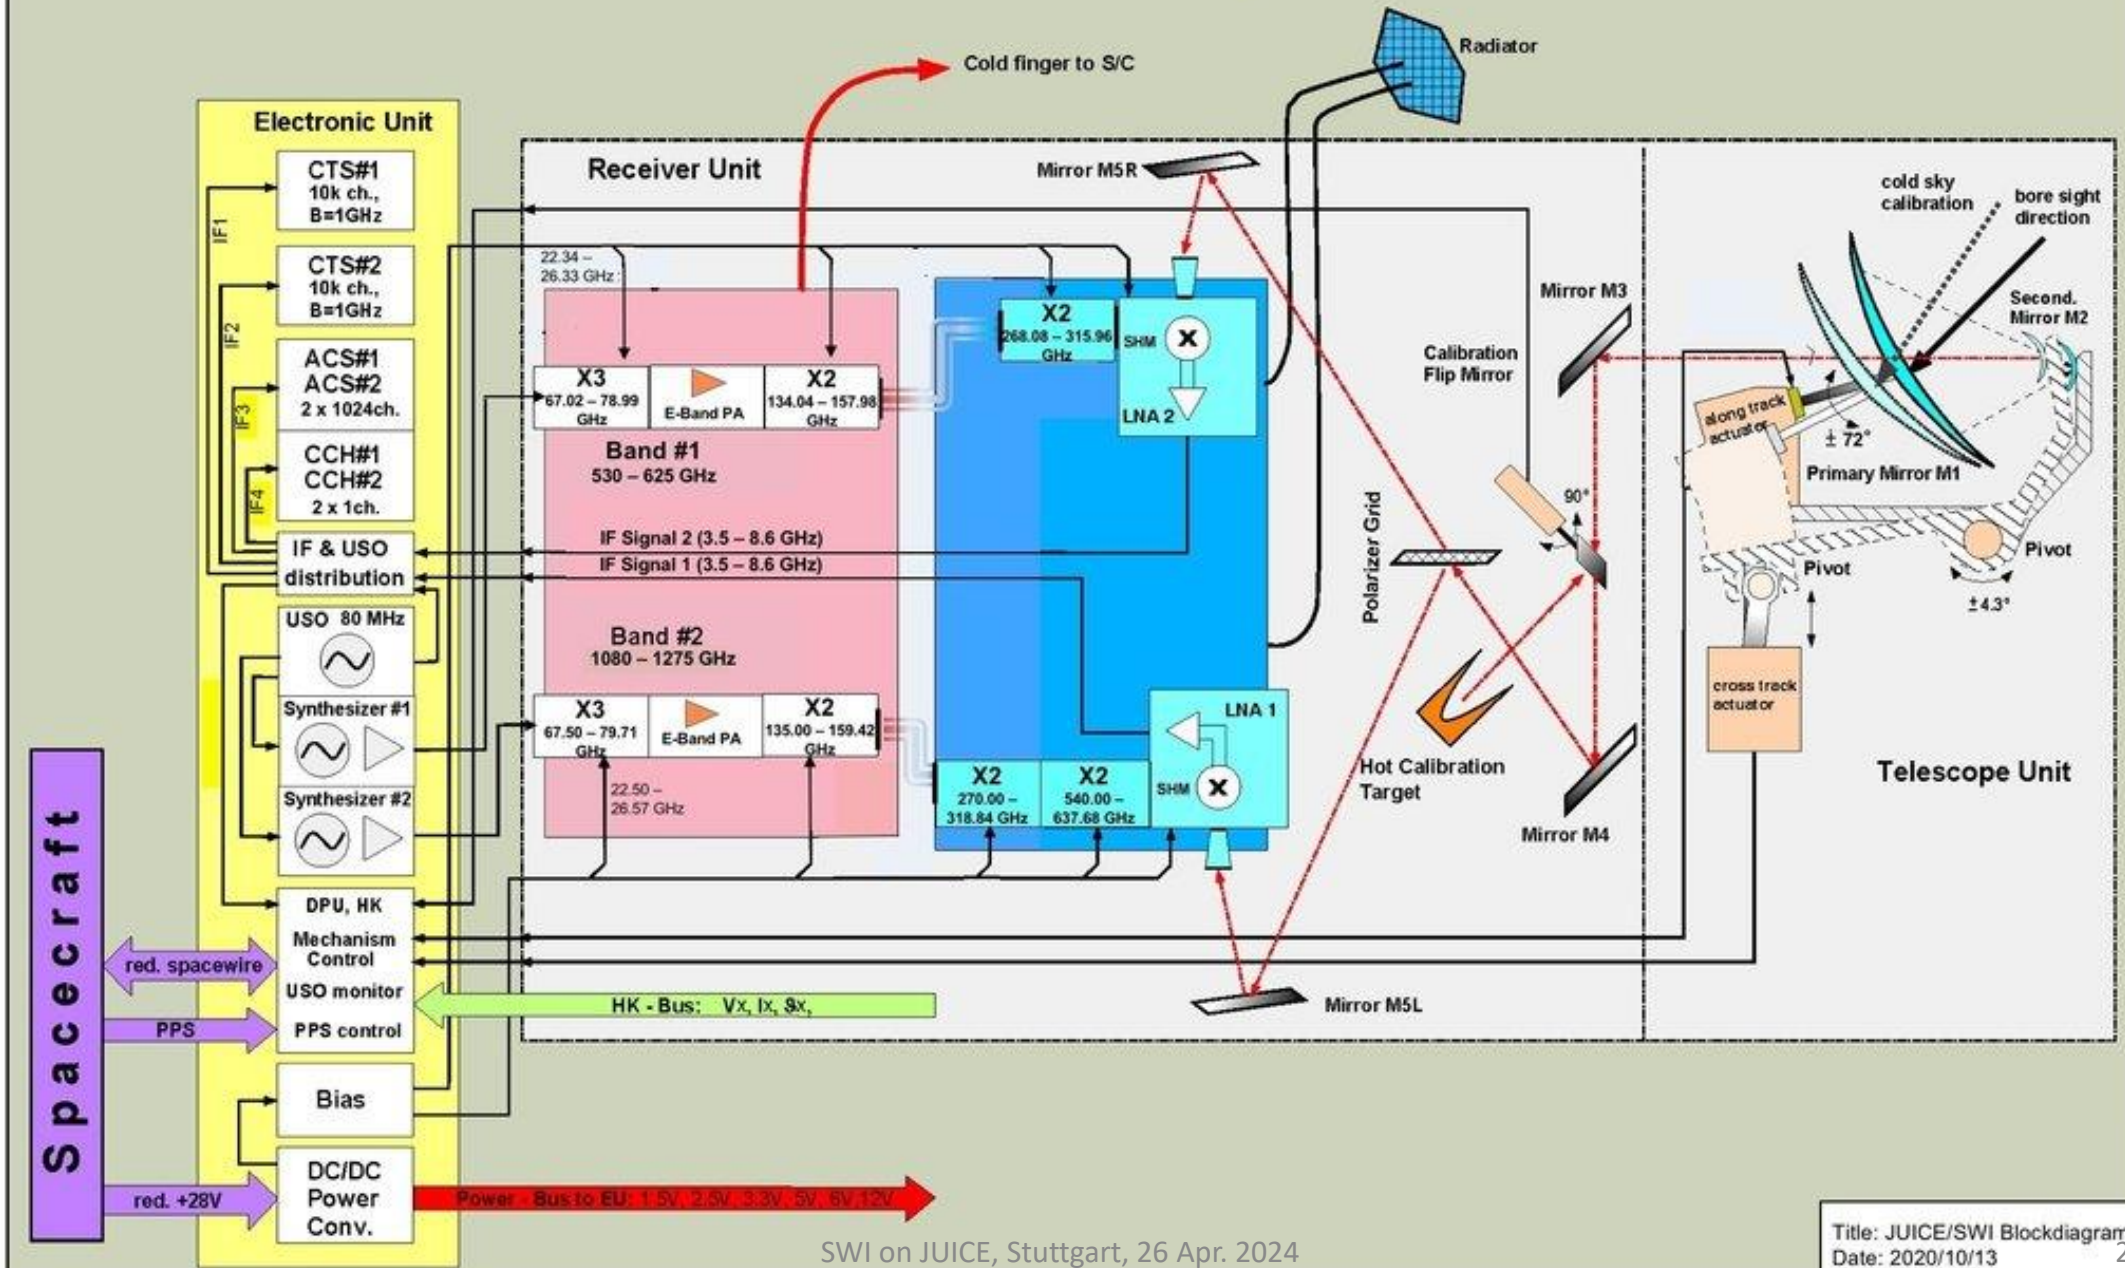 Cold finger to S/C
Radiator
Electronic Unit
CTS#1
10k ch.,
B=1GHz
CTS#2
10k ch.,
B=1GHz
ACS#1
ACS#2
2 x 1024ch.
CCH#1
CCH#2
2 x 1ch.
IF1
IF2
IF3
IF4
IF & USO
distribution
USO 80 MHz
Synthesizer #1
Synthesizer #2
DPU, HK
Mechanism
Control
USO monitor
PPS control
Bias
DC/DC
Power
Conv.
Spacecraft
red. spacewire
PPS
red. +28V
Receiver Unit
22.34 –
26.33 GHz
X3
67.02 – 78.99
GHz
E-Band PA
X2
134.04 – 157.98
GHz
Band #1
530 – 625 GHz
IF Signal 2 (3.5 – 8.6 GHz)
IF Signal 1 (3.5 – 8.6 GHz)
Band #2
1080 – 1275 GHz
X3
67.50 – 79.71
GHz
E-Band PA
X2
135.00 – 159.42
GHz
22.50 –
26.57 GHz
X2
268.08 – 315.96
GHz
SHM
X
LNA 2
LNA 1
X2
270.00 –
318.84 GHz
X2
540.00 –
637.68 GHz
SHM
X
HK - Bus: Vx, Ix,
Power - Bus to EU: 1.5V, 2.5V, 3.3V, 5V, 6V,12V
Mirror M5R
Mirror M3
Calibration
Flip Mirror
90°
Polarizer Grid
Hot Calibration
Target
Mirror M4
Mirror M5L
cold sky
calibration
bore sight
direction
Second.
Mirror M2
along track
actuator
± 72°
Primary Mirror M1
Pivot
Pivot
±4.3°
cross track
actuator
Telescope Unit
SWI on JUICE, Stuttgart, 26 Apr. 2024
Title: JUICE/SWI Blockdiagram
Date: 2020/10/13
2